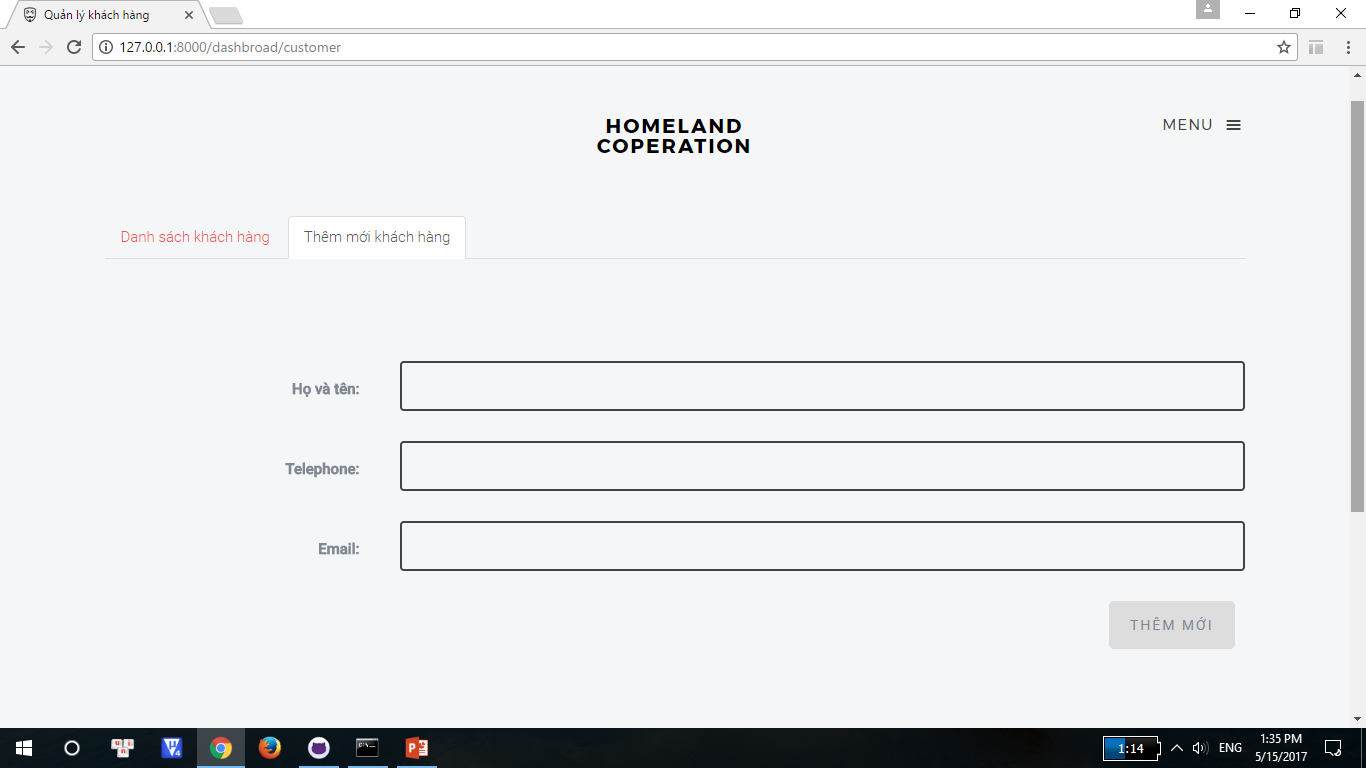 Quản lý khách hàng
127.0.0.1:8000/dashbroad/customer
HOMELAND
COPERATION
MENU
Danh sách khách hàng
Thêm mới khách hàng
Họ và tên:
Telephone:
Email:
THÊM MỚI
1:14
ENG
1:35 PM
5/15/2017